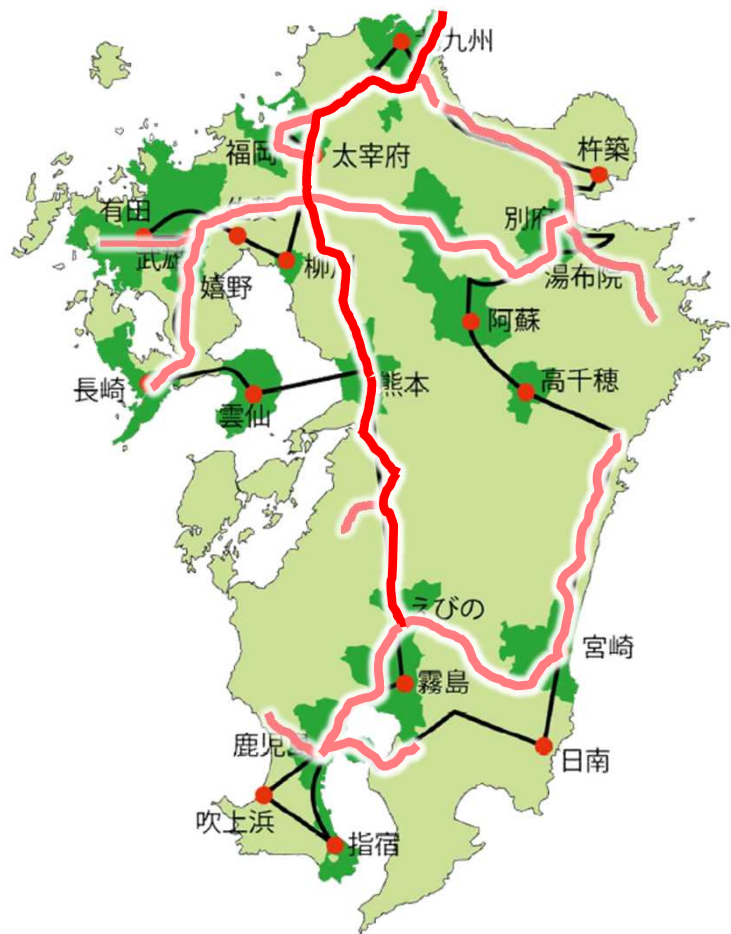 九州
福岡
太宰府
杵築
有田
別府
柳
湯布院
嬉野
阿蘇
長崎
熊本
高千穂
雲仙
えびの
宮崎
霧島
鹿児
日南
吹上浜
指宿